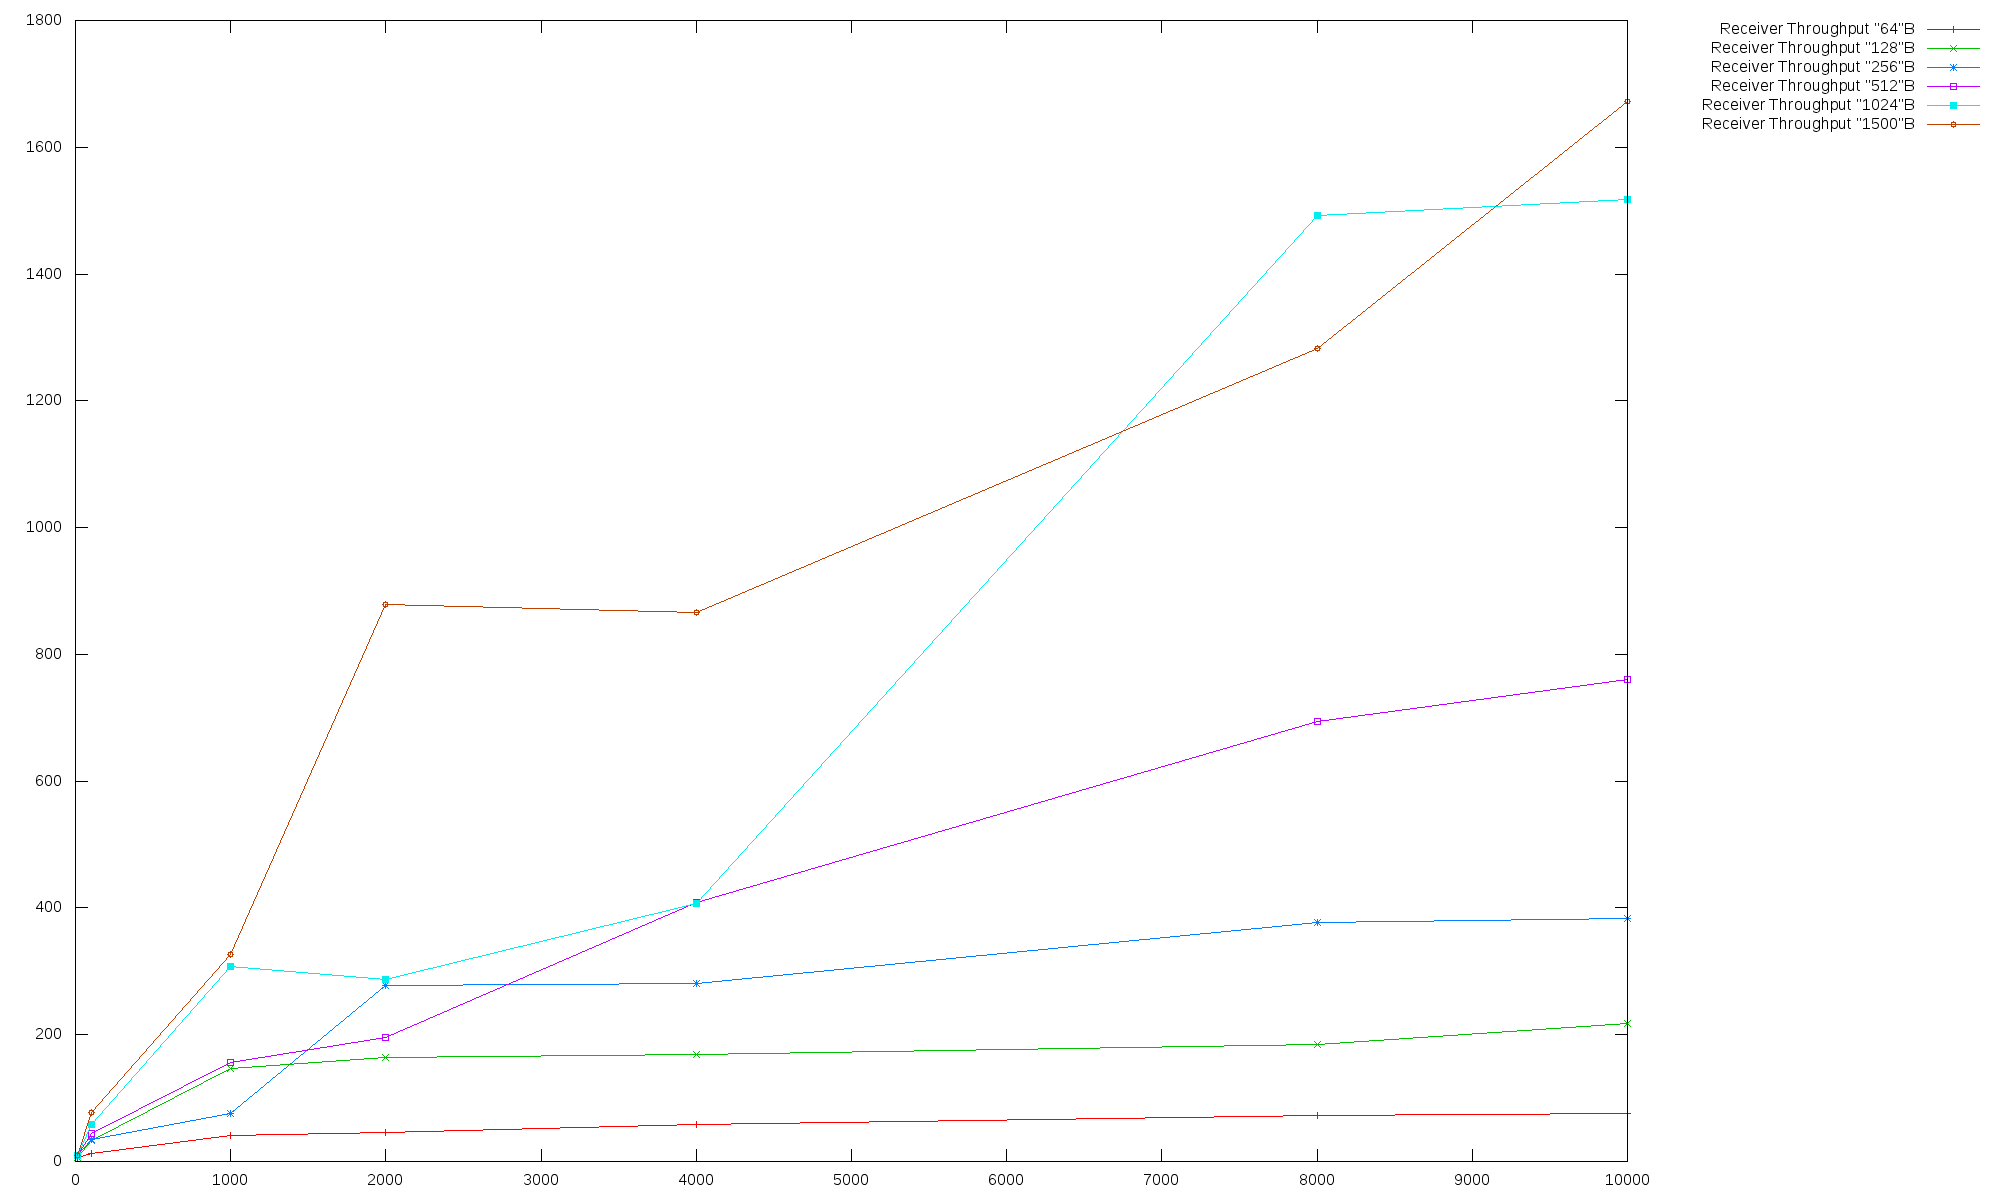 1800
1600
1400
1200
1000
800
600
400
200
0
0 1000 2000 3000 4000 5000 6000 7000 8000 9000 10000
Receiver Throughput "64"B
Receiver Throughput "128"B
Receiver Throughput "256"B
Receiver Throughput "512"B
Receiver Throughput "1024"B
Receiver Throughput "1500"B